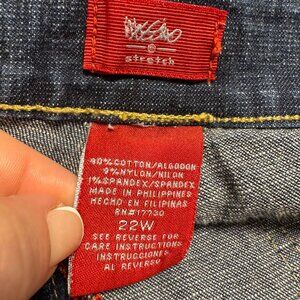 Mossimo
stretch
90% COTTON/ALGODON
9% NYLON/NILON
1% SPANDEX/SPANDEX
MADE IN PHILIPPINES
HECHO EN FILIPINAS
RN#17730
22W
SEE REVERSE FOR
CARE INSTRUCTIONS
INSTRUCCIONES
AL REVERSO